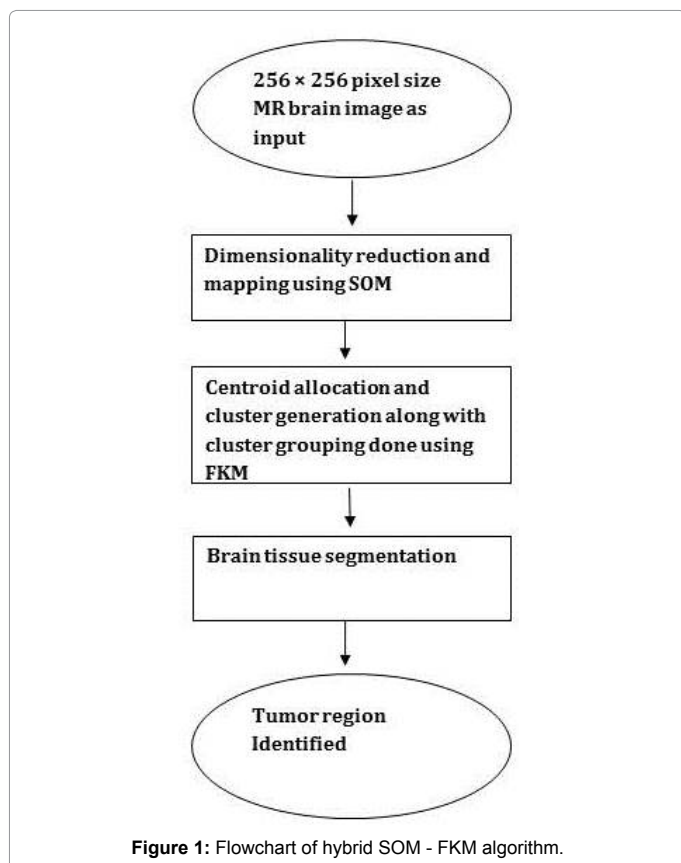 256 × 256 pixel size
MR brain image as
input
Dimensionality reduction and
mapping using SOM
Centroid allocation and
cluster generation along with
cluster grouping done using
FKM
Brain tissue segmentation
Tumor region
Identified
Figure 1: Flowchart of hybrid SOM - FKM algorithm.